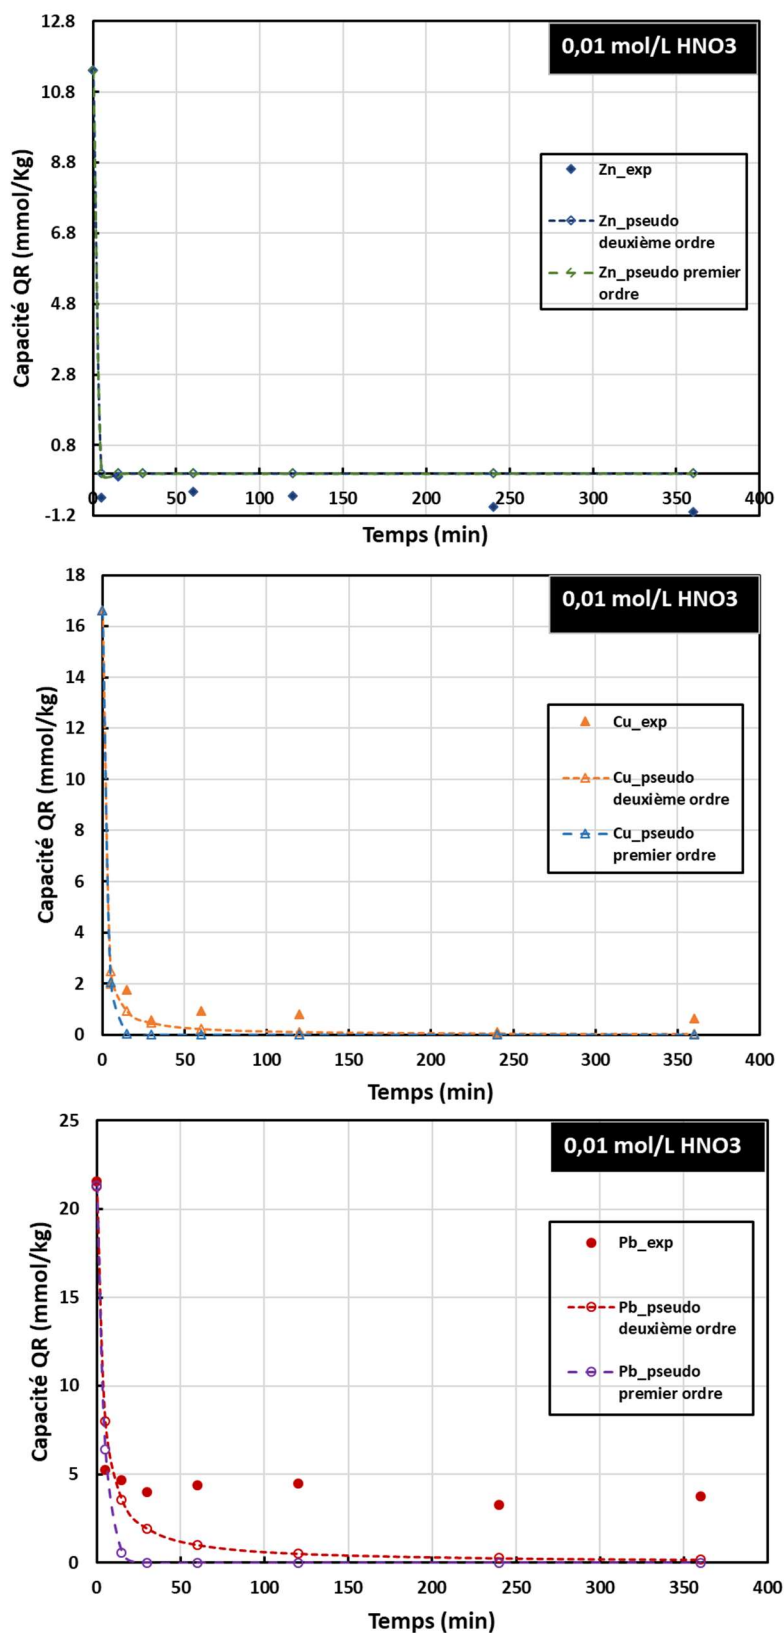 12.8
0,01 mol/L HNO3
10.8
8.8
6.8
4.8
2.8
0.8
-1.2
Capacité QR (mmol/Kg)
Zn_exp
Zn_pseudo
deuxième ordre
Zn_pseudo premier
ordre
0 50 100 150 200 250 300 350 400
Temps (min)
18
0,01 mol/L HNO3
16
14
12
10
8
6
4
2
0
Capacité QR (mmol/kg)
Cu_exp
Cu_pseudo
deuxième ordre
Cu_pseudo
premier ordre
0 50 100 150 200 250 300 350 400
Temps (min)
25
0,01 mol/L HNO3
20
15
10
5
0
Capacité QR (mmol/kg)
Pb_exp
Pb_pseudo
deuxième ordre
Pb_pseudo
premier ordre
0 50 100 150 200 250 300 350 400
Temps (min)